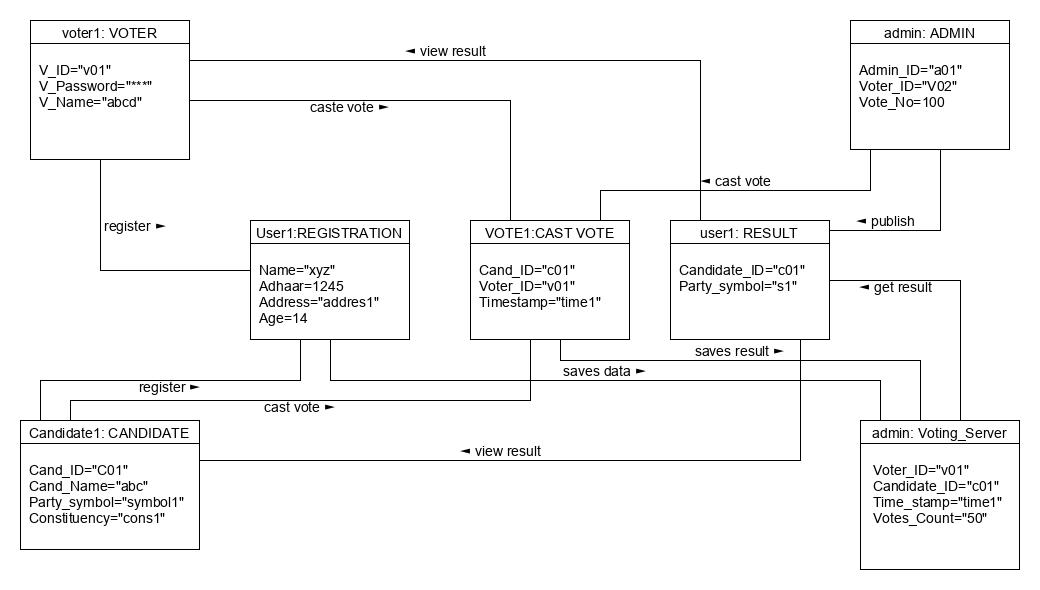 voter1: VOTER
V_ID="v01"
V_Password="***"
V_Name="abcd"
◄ view result
caste vote ►
admin: ADMIN
Admin_ID="a01"
Voter_ID="V02"
Vote_No=100
◄ cast vote
register ►
◄ publish
User1:REGISTRATION
Name="xyz"
Adhaar=1245
Address="addres1"
Age=14
VOTE1:CAST VOTE
Cand_ID="c01"
Voter_ID="v01"
Timestamp="time1"
user1: RESULT
Candidate_ID="c01"
Party_symbol="s1"
◄ get result
saves result ►
saves data ►
register ►
cast vote ►
Candidate1: CANDIDATE
Cand_ID="C01"
Cand_Name="abc"
Party_symbol="symbol1"
Constituency="cons1"
◄ view result
admin: Voting_Server
Voter_ID="v01"
Candidate_ID="c01"
Time_stamp="time1"
Votes_Count="50"